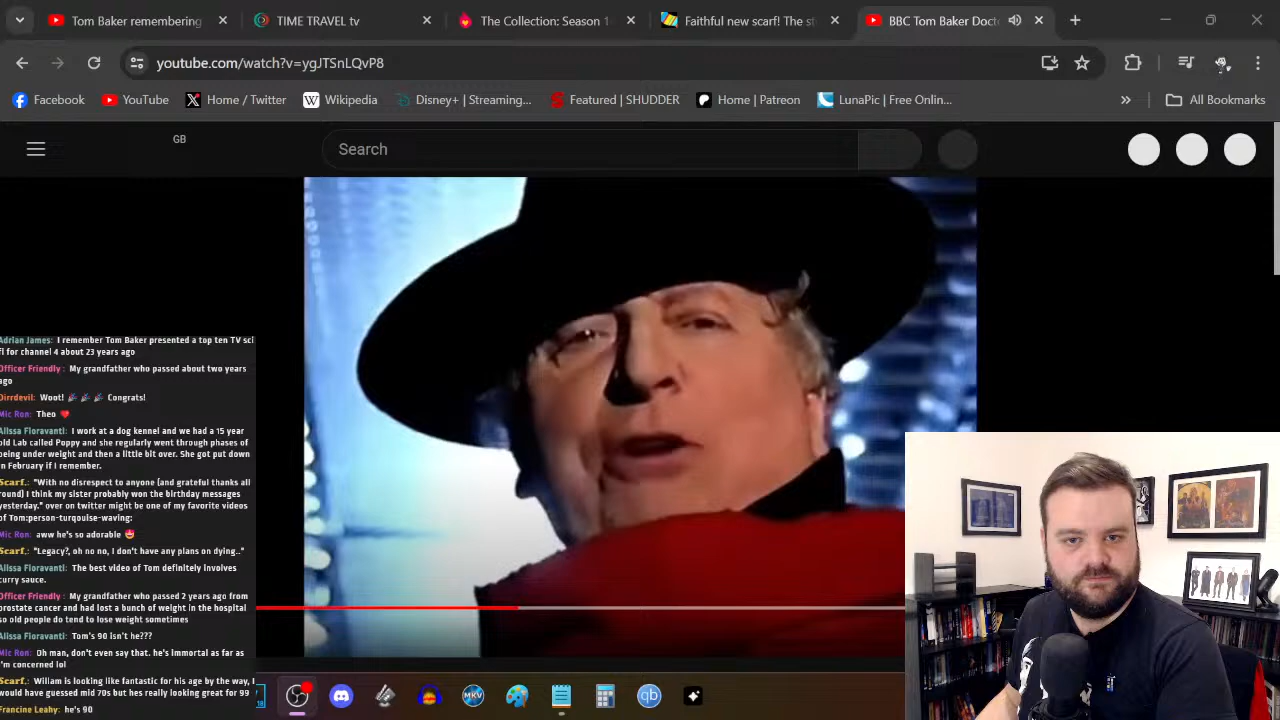 Tom Baker remembering
TIME TRAVEL tv
The Collection: Season 1
Faithful new scarf! The st
BBC Tom Baker Docto
youtube.com/watch?v=ygJTSnLQvP8
Facebook
YouTube
Home / Twitter
Wikipedia
Disney+ | Streaming...
Featured | SHUDDER
Home | Patreon
LunaPic | Free Onlin...
All Bookmarks
GB
Search
Adrian James: I remember Tom Baker presented a top ten TV sci
fi for channel 4 about 23 years ago
Officer Friendly : My grandfather who passed about two years
ago
Dirrdevil: Woot! 🎉 🎉 🎉 Congrats!
Mic Ron: Theo ❤️
Alissa Fioravanti: I work at a dog kennel and we had a 15 year
old Lab called Poppy and she regularly went through phases of
being under weight and then a little bit over. She got put down
in February if I remember.
Scarf.: "With no disrespect to anyone (and grateful thanks all
round) I think my sister probably won the birthday messages
yesterday." over on twitter might be one of my favorite videos
of Tom:person-turqouise-waving:
Mic Ron: aww he's so adorable 🤩
Scarf.: "Legacy?, oh no no, I don't have any plans on dying.."
Alissa Fioravanti: The best video of Tom definitely involves
curry sauce.
Officer Friendly : My grandfather who passed 2 years ago from
prostate cancer and had lost a bunch of weight in the hospital
so old people do tend to lose weight sometimes
Alissa Fioravanti: Tom's 90 isn't he???
Mic Ron: Oh man, don't even say that. he's immortal as far as
I'm concerned lol
Scarf.: Wiliam is looking like fantastic for his age by the way, I
would have guessed mid 70s but hes really looking great for 99
Francine Leahy: he's 90
MKV
qb